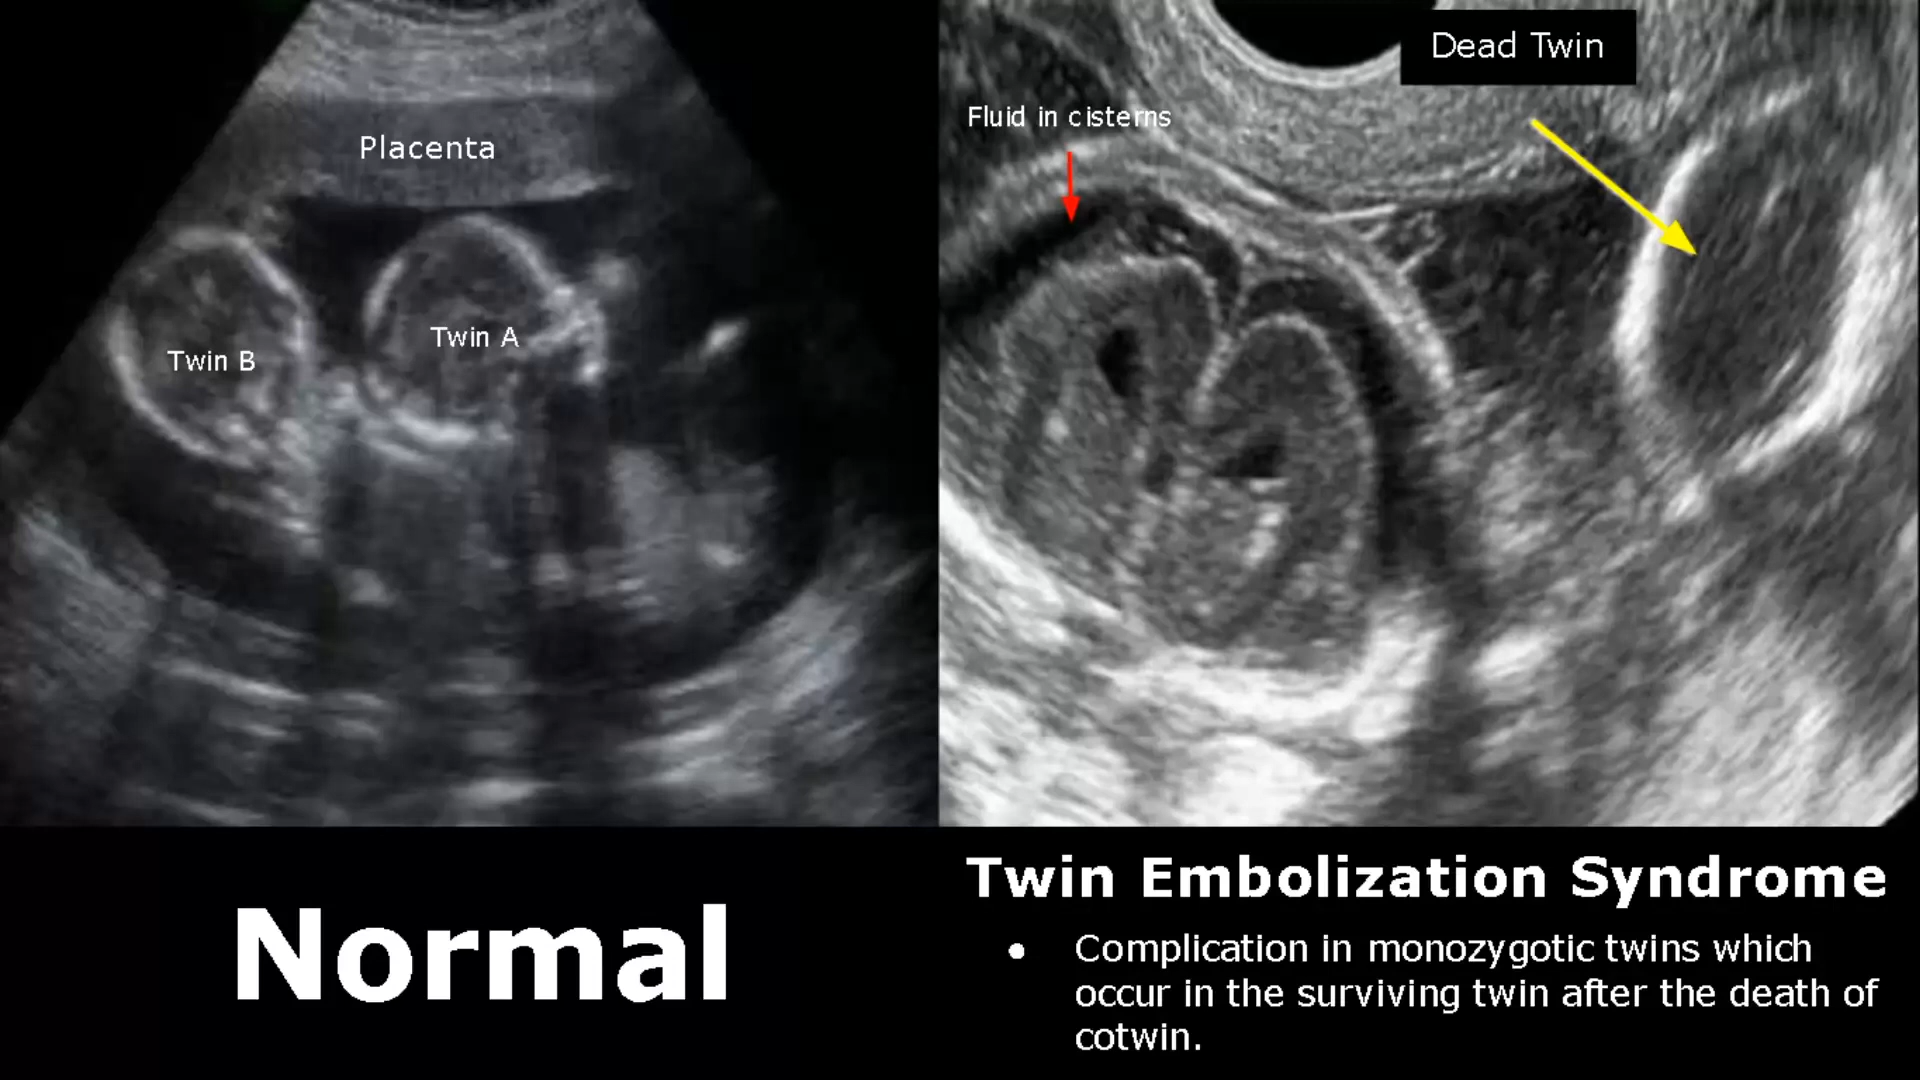 Placenta
Twin B
Twin A
Normal
Dead Twin
Fluid in cisterns
Twin Embolization Syndrome
• Complication in monozygotic twins which
occur in the surviving twin after the death of
cotwin.